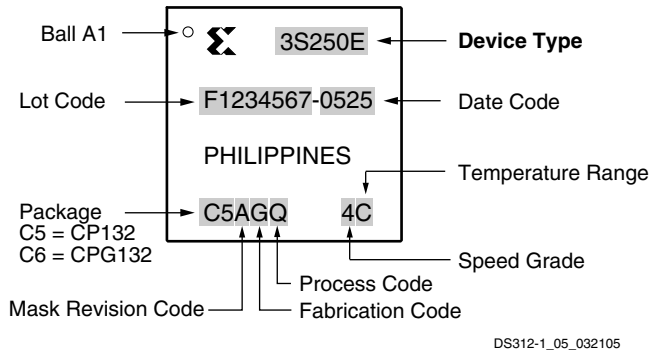 Ball A1
3S250E
Device Type
Lot Code
F1234567-0525
Date Code
PHILIPPINES
Temperature Range
Package
C5 = CP132
C6 = CPG132
C5AGQ
4C
Speed Grade
Process Code
Mask Revision Code
Fabrication Code
DS312-1_05_032105